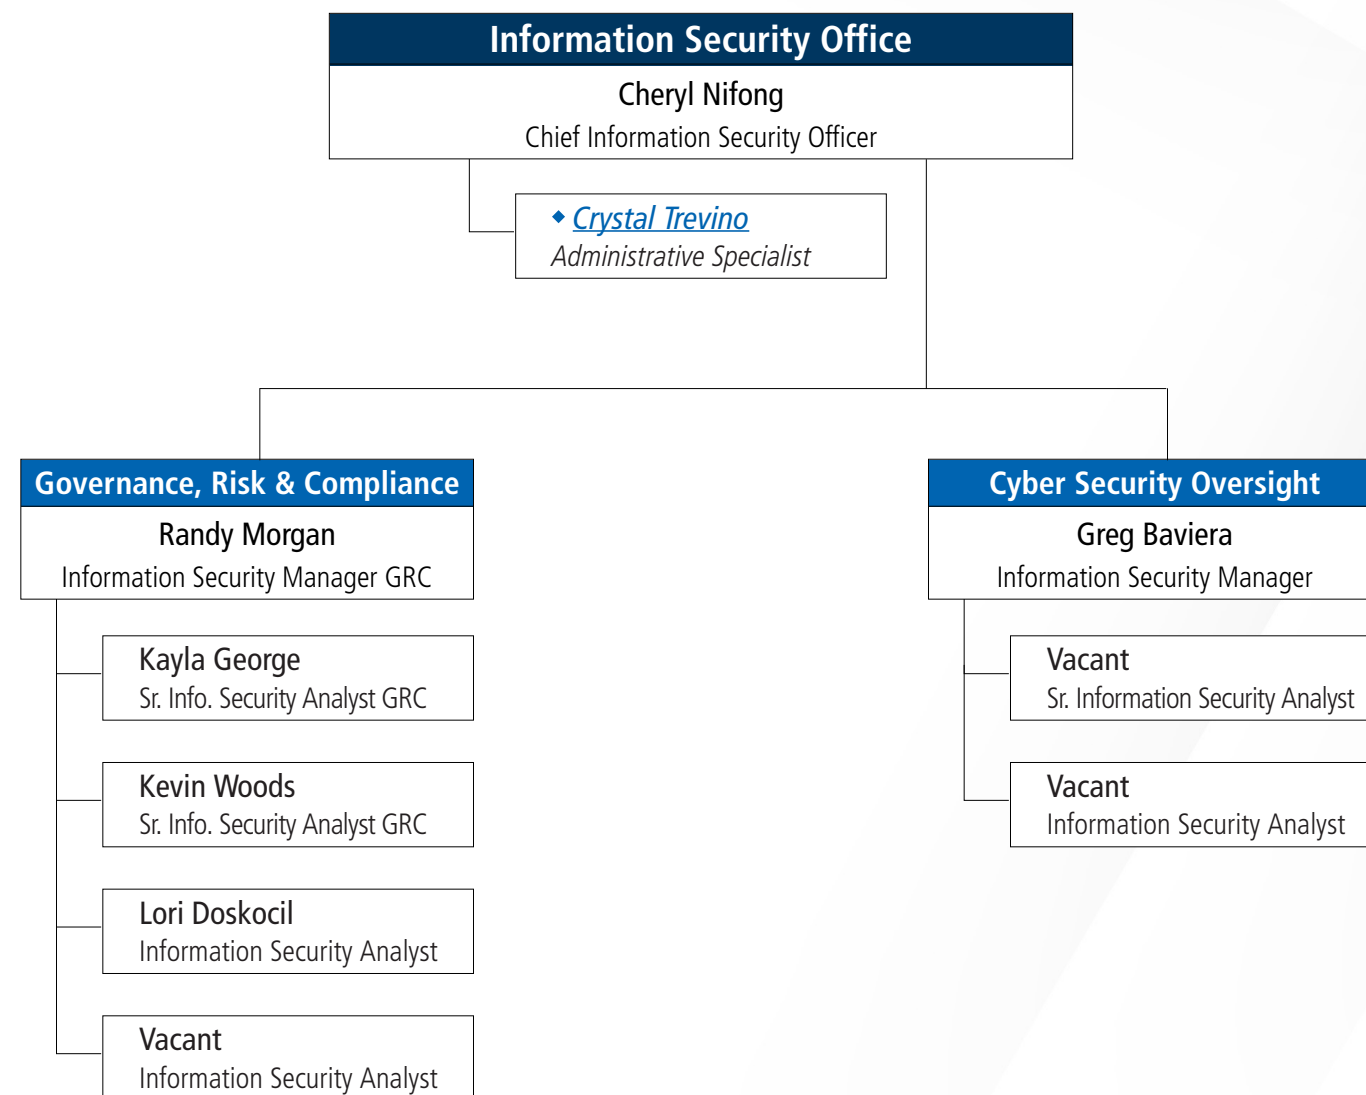 Information Security Office
Cheryl Nifong
Chief Information Security Officer
◆ Crystal Trevino
Administrative Specialist
Governance, Risk & Compliance
Randy Morgan
Information Security Manager GRC
Kayla George
Sr. Info. Security Analyst GRC
Kevin Woods
Sr. Info. Security Analyst GRC
Lori Doskocil
Information Security Analyst
Vacant
Information Security Analyst
Cyber Security Oversight
Greg Baviera
Information Security Manager
Vacant
Sr. Information Security Analyst
Vacant
Information Security Analyst